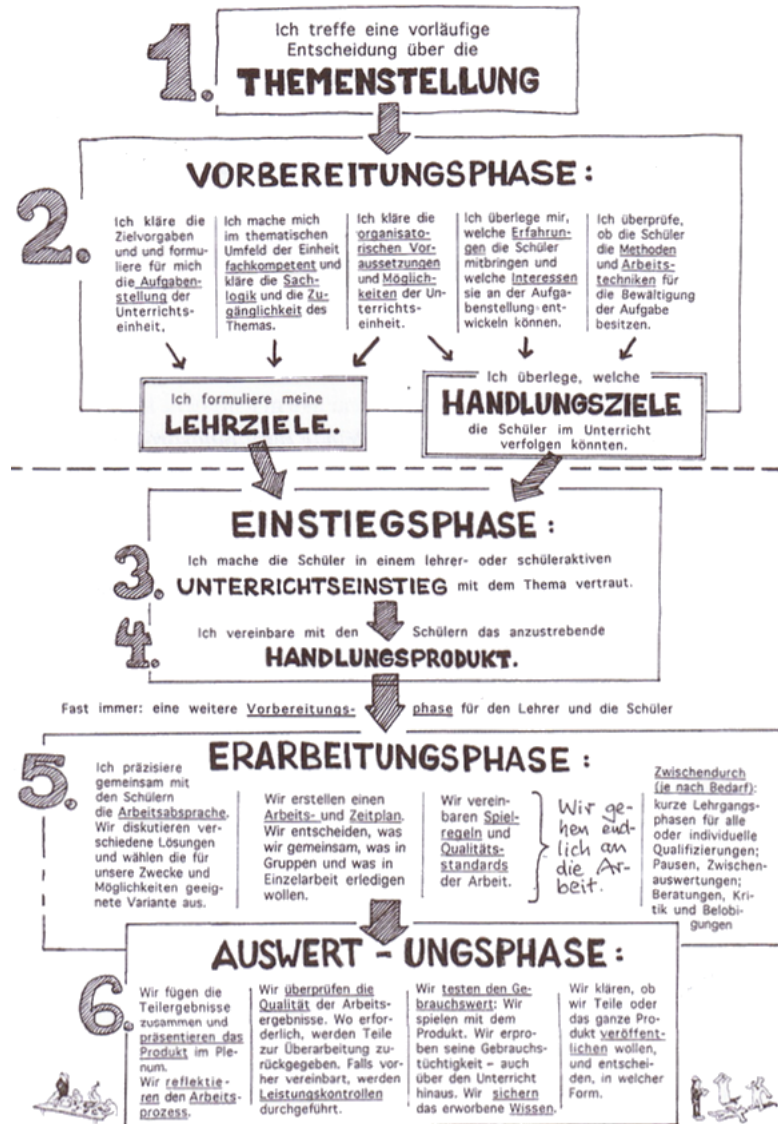 1.
Ich treffe eine vorläufige
Entscheidung über die
THEMENSTELLUNG
2.
VORBEREITUNGSPHASE:
Ich kläre die
Zielvorgaben
und und formu-
liere für mich
die Aufgaben-
stellung der
Unterrichts-
einheit,
Ich mache mich
im thematischen
Umfeld der Einheit
fachkompetent und
kläre die Sach-
logik und die Zu-
gänglichkeit des
Themas.
Ich kläre die
organisato-
rischen Vor-
aussetzungen
und Möglich-
keiten der Un-
terrichts-
einheit.
Ich überlege mir,
welche Erfahrun-
gen die Schüler
mitbringen und
welche Interessen
sie an der Aufga-
benstellung ent-
wickeln können.
Ich überprüfe,
ob die Schüler
die Methoden
und Arbeits-
techniken für
die Bewältigung
der Aufgabe
besitzen.
Ich formuliere meine
LEHRZIELE.
Ich überlege, welche
HANDLUNGSZIELE
die Schüler im Unterricht
verfolgen könnten.
EINSTIEGSPHASE:
3.
Ich mache die Schüler in einem lehrer- oder schüleraktiven
UNTERRICHTSEINSTIEG mit dem Thema vertraut.
4.
Ich vereinbare mit den Schülern das anzustrebende
HANDLUNGSPRODUKT.
Fast immer: eine weitere Vorbereitungs- phase für den Lehrer und die Schüler
5.
ERARBEITUNGSPHASE:
Ich präzisiere
gemeinsam mit
den Schülern
die Arbeitsabsprache.
Wir diskutieren ver-
schiedene Lösungen
und wählen die für
unsere Zwecke und
Möglichkeiten geeig-
nete Variante aus.
Wir erstellen einen
Arbeits- und Zeitplan.
Wir entscheiden, was
wir gemeinsam, was in
Gruppen und was in
Einzelarbeit erledigen
wollen.
Wir verein-
baren Spiel-
regeln und
Qualitäts-
standards
der Arbeit.
Wir ge-
hen end-
lich an
die Ar-
beit.
Zwischendurch
(je nach Bedarf):
kurze Lehrgangs-
phasen für alle
oder individuelle
Qualifizierungen;
Pausen, Zwischen-
auswertungen;
Beratungen, Kri-
tik und Belobi-
gungen
6.
AUSWERT - UNGSPHASE:
Wir fügen die
Teilergebnisse
zusammen und
präsentieren das
Produkt im Ple-
num.
Wir reflektie-
ren den Arbeits-
prozess.
Wir überprüfen die
Qualität der Arbeits-
ergebnisse. Wo erfor-
derlich, werden Teile
zur Überarbeitung zu-
rückgegeben. Falls vor-
her vereinbart, werden
Leistungskontrollen
durchgeführt.
Wir testen den Ge-
brauchswert: Wir
spielen mit dem
Produkt. Wir erpro-
ben seine Gebrauchs-
tüchtigkeit - auch
über den Unterricht
hinaus. Wir sichern
das erworbene Wissen.
Wir klären, ob
wir Teile oder
das ganze Pro-
dukt veröffent-
lichen wollen,
und entschei-
den, in welcher
Form.